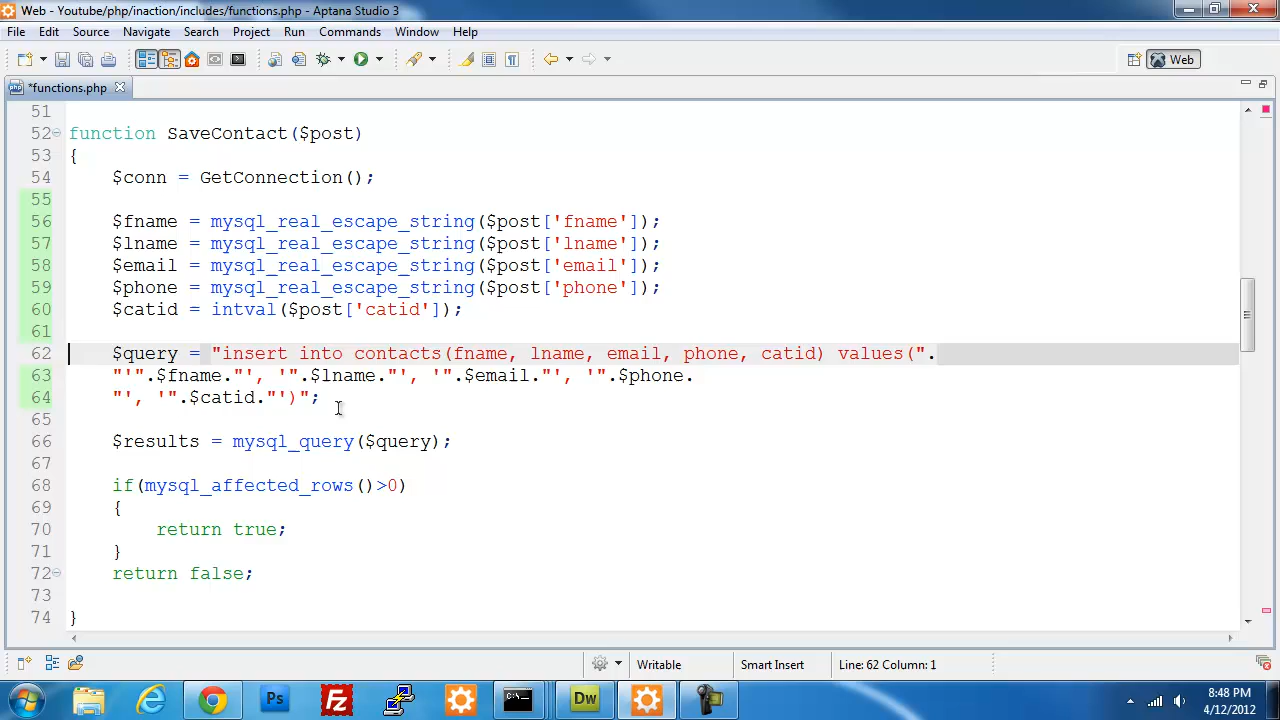 Web - Youtube/php/inaction/includes/functions.php - Aptana Studio 3
File Edit Source Navigate Search Project Run Commands Window Help
Web
*functions.php
51
52 function SaveContact($post)
53 {
54 $conn = GetConnection();
55
56 $fname = mysql_real_escape_string($post['fname']);
57 $lname = mysql_real_escape_string($post['lname']);
58 $email = mysql_real_escape_string($post['email']);
59 $phone = mysql_real_escape_string($post['phone']);
60 $catid = intval($post['catid']);
61
62 $query = "insert into contacts(fname, lname, email, phone, catid) values(".
63 "'".$fname."', '".$lname."', '".$email."', '".$phone.
64 "', '".$catid."')";
65
66 $results = mysql_query($query);
67
68 if(mysql_affected_rows()>0)
69 {
70 return true;
71 }
72 return false;
73
74 }
Writable Smart Insert Line: 62 Column: 1
Ps Fz Dw
8:48 PM
4/12/2012